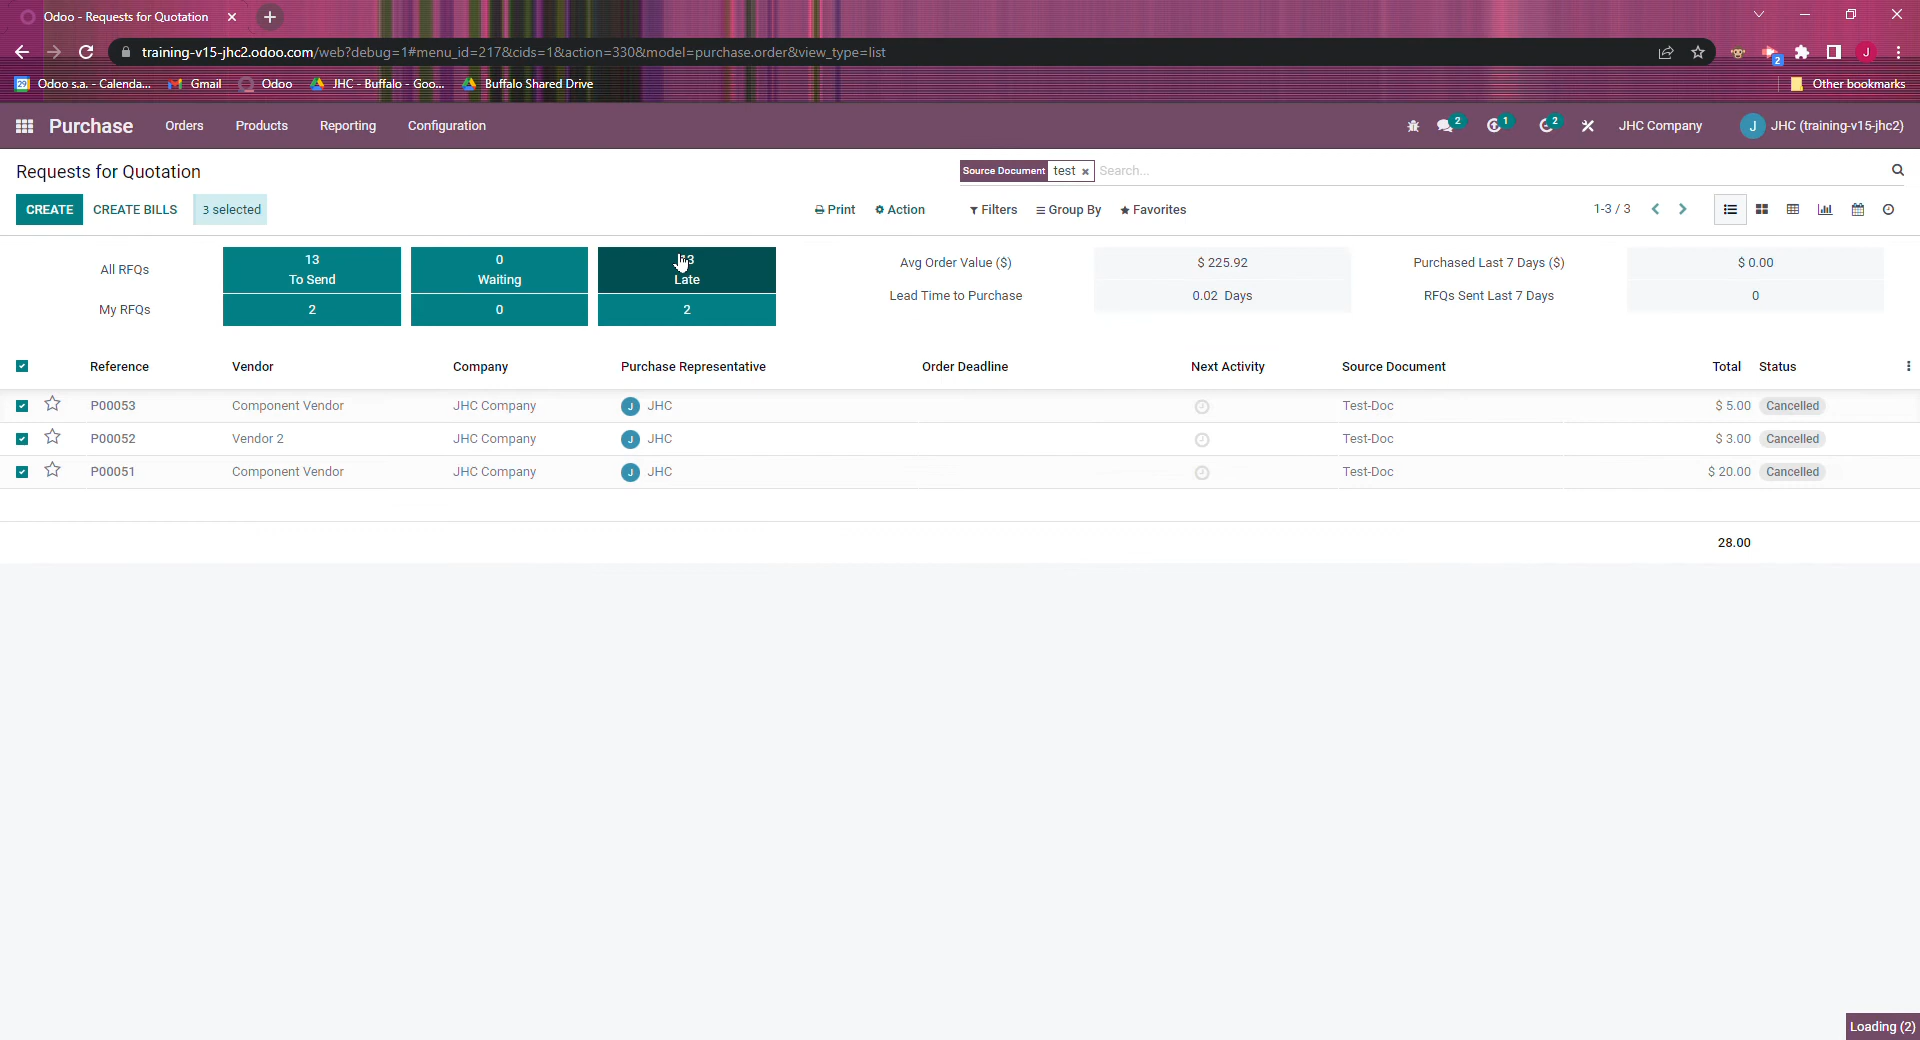 Odoo - Requests for Quotation
training-v15-jhc2.odoo.com/web?debug=1#menu_id=217&cids=1&action=330&model=purchase.order&view_type=list
2 J
29 Odoo s.a. - Calenda... Gmail Odoo JHC - Buffalo - Goo... Buffalo Shared Drive Other bookmarks
Purchase Orders Products Reporting Configuration 2 1 2 JHC Company J JHC (training-v15-jhc2)
Requests for Quotation Source Document test Search...
CREATE CREATE BILLS 3 selected Print Action Filters Group By Favorites 1-3 / 3
All RFQs 13 To Send 0 Waiting Late
My RFQs 2 0 2
Avg Order Value ($) $ 225.92 Purchased Last 7 Days ($) $ 0.00
Lead Time to Purchase 0.02 Days RFQs Sent Last 7 Days 0
Reference Vendor Company Purchase Representative Order Deadline Next Activity Source Document Total Status
P00053 Component Vendor JHC Company J JHC Test-Doc $ 5.00 Cancelled
P00052 Vendor 2 JHC Company J JHC Test-Doc $ 3.00 Cancelled
P00051 Component Vendor JHC Company J JHC Test-Doc $ 20.00 Cancelled
28.00
Loading (2)